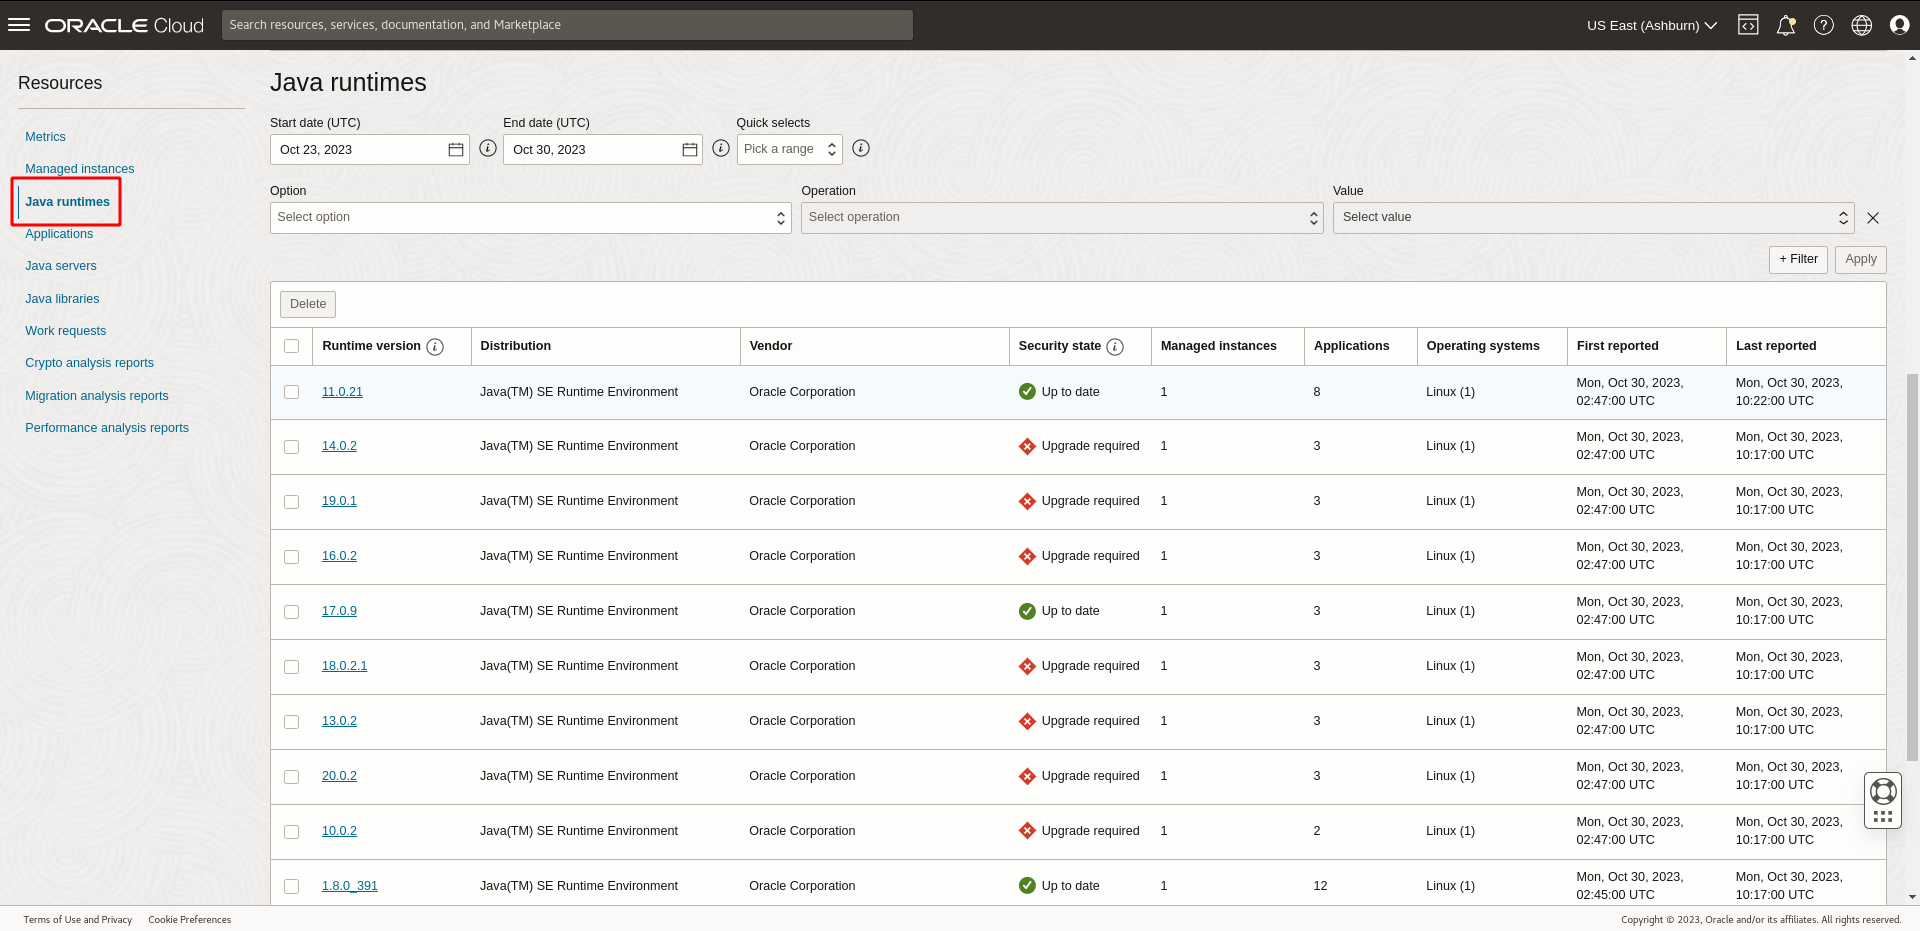 ORACLE Cloud
Search resources, services, documentation, and Marketplace
US East (Ashburn)
Resources
Metrics
Managed instances
Java runtimes
Applications
Java servers
Java libraries
Work requests
Crypto analysis reports
Migration analysis reports
Performance analysis reports
Java runtimes
Start date (UTC) End date (UTC) Quick selects
Oct 23, 2023 Oct 30, 2023 Pick a range
Option Operation Value
Select option Select operation Select value
+ Filter Apply
Delete
Runtime version Distribution Vendor Security state Managed instances Applications Operating systems First reported Last reported
11.0.21 Java(TM) SE Runtime Environment Oracle Corporation Up to date 1 8 Linux (1) Mon, Oct 30, 2023, Mon, Oct 30, 2023,
02:47:00 UTC 10:22:00 UTC
14.0.2 Java(TM) SE Runtime Environment Oracle Corporation Upgrade required 1 3 Linux (1) Mon, Oct 30, 2023, Mon, Oct 30, 2023,
02:47:00 UTC 10:17:00 UTC
19.0.1 Java(TM) SE Runtime Environment Oracle Corporation Upgrade required 1 3 Linux (1) Mon, Oct 30, 2023, Mon, Oct 30, 2023,
02:47:00 UTC 10:17:00 UTC
16.0.2 Java(TM) SE Runtime Environment Oracle Corporation Upgrade required 1 3 Linux (1) Mon, Oct 30, 2023, Mon, Oct 30, 2023,
02:47:00 UTC 10:17:00 UTC
17.0.9 Java(TM) SE Runtime Environment Oracle Corporation Up to date 1 3 Linux (1) Mon, Oct 30, 2023, Mon, Oct 30, 2023,
02:47:00 UTC 10:17:00 UTC
18.0.2.1 Java(TM) SE Runtime Environment Oracle Corporation Upgrade required 1 3 Linux (1) Mon, Oct 30, 2023, Mon, Oct 30, 2023,
02:47:00 UTC 10:17:00 UTC
13.0.2 Java(TM) SE Runtime Environment Oracle Corporation Upgrade required 1 3 Linux (1) Mon, Oct 30, 2023, Mon, Oct 30, 2023,
02:47:00 UTC 10:17:00 UTC
20.0.2 Java(TM) SE Runtime Environment Oracle Corporation Upgrade required 1 3 Linux (1) Mon, Oct 30, 2023, Mon, Oct 30, 2023,
02:47:00 UTC 10:17:00 UTC
10.0.2 Java(TM) SE Runtime Environment Oracle Corporation Upgrade required 1 2 Linux (1) Mon, Oct 30, 2023, Mon, Oct 30, 2023,
02:47:00 UTC 10:17:00 UTC
1.8.0_391 Java(TM) SE Runtime Environment Oracle Corporation Up to date 1 12 Linux (1) Mon, Oct 30, 2023, Mon, Oct 30, 2023,
02:45:00 UTC 10:17:00 UTC
Terms of Use and Privacy Cookie Preferences Copyright © 2023, Oracle and/or its affiliates. All rights reserved.